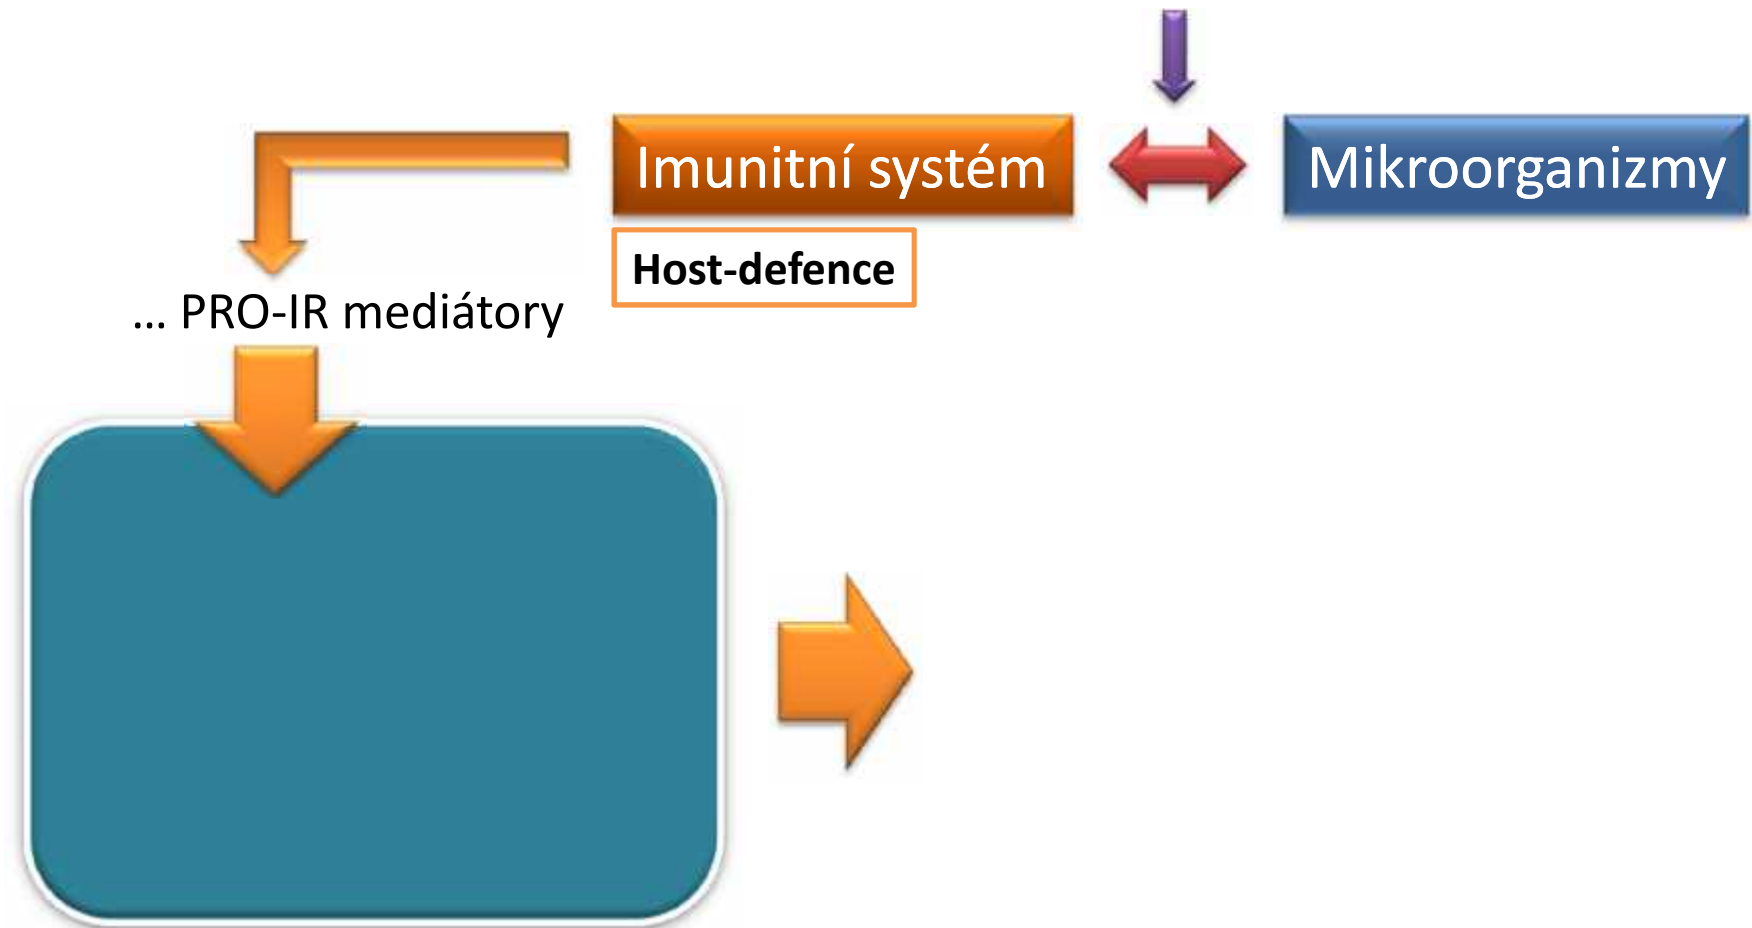 Imunitní systém
Mikroorganizmy
Host-defence
... PRO-IR mediátory